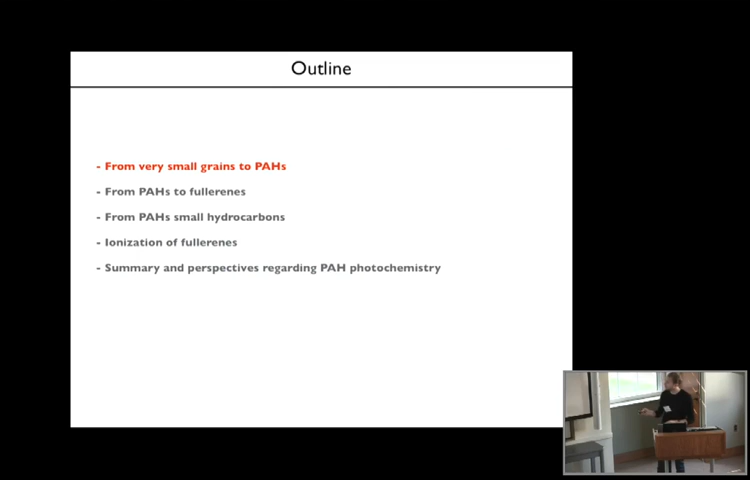 Outline
- From very small grains to PAHs
- From PAHs to fullerenes
- From PAHs small hydrocarbons
- Ionization of fullerenes
- Summary and perspectives regarding PAH photochemistry